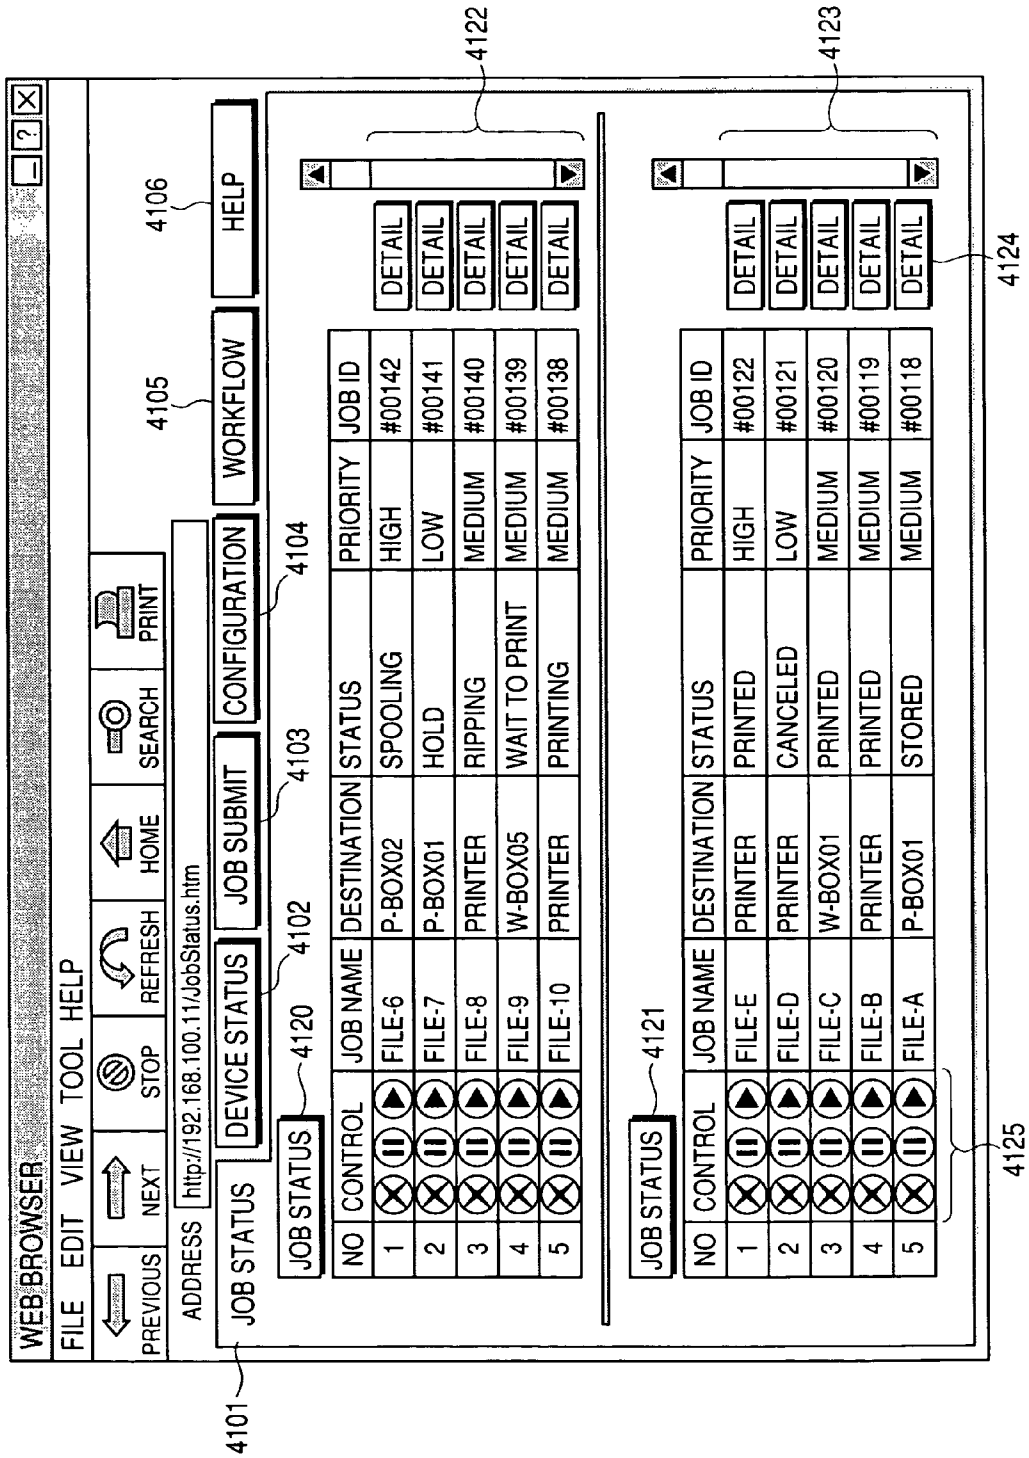 WEB BROWSER _ ? X
FILE EDIT VIEW TOOL HELP
PREVIOUS NEXT STOP REFRESH HOME SEARCH PRINT
ADDRESS http://192.168.100.11/JobStatus.htm
4105 4106
JOB STATUS DEVICE STATUS JOB SUBMIT CONFIGURATION WORKFLOW HELP
4101 4102 4103 4104
JOB STATUS 4120
NO CONTROL JOB NAME DESTINATION STATUS PRIORITY JOB ID
1 FILE-6 P-BOX02 SPOOLING HIGH #00142 DETAIL
2 FILE-7 P-BOX01 HOLD LOW #00141 DETAIL
3 FILE-8 PRINTER RIPPING MEDIUM #00140 DETAIL
4 FILE-9 W-BOX05 WAIT TO PRINT MEDIUM #00139 DETAIL
5 FILE-10 PRINTER PRINTING MEDIUM #00138 DETAIL
4122
JOB STATUS 4121
NO CONTROL JOB NAME DESTINATION STATUS PRIORITY JOB ID
1 FILE-E PRINTER PRINTED HIGH #00122 DETAIL
2 FILE-D PRINTER CANCELED LOW #00121 DETAIL
3 FILE-C W-BOX01 PRINTED MEDIUM #00120 DETAIL
4 FILE-B PRINTER PRINTED MEDIUM #00119 DETAIL
5 FILE-A P-BOX01 STORED MEDIUM #00118 DETAIL
4123
4125 4124